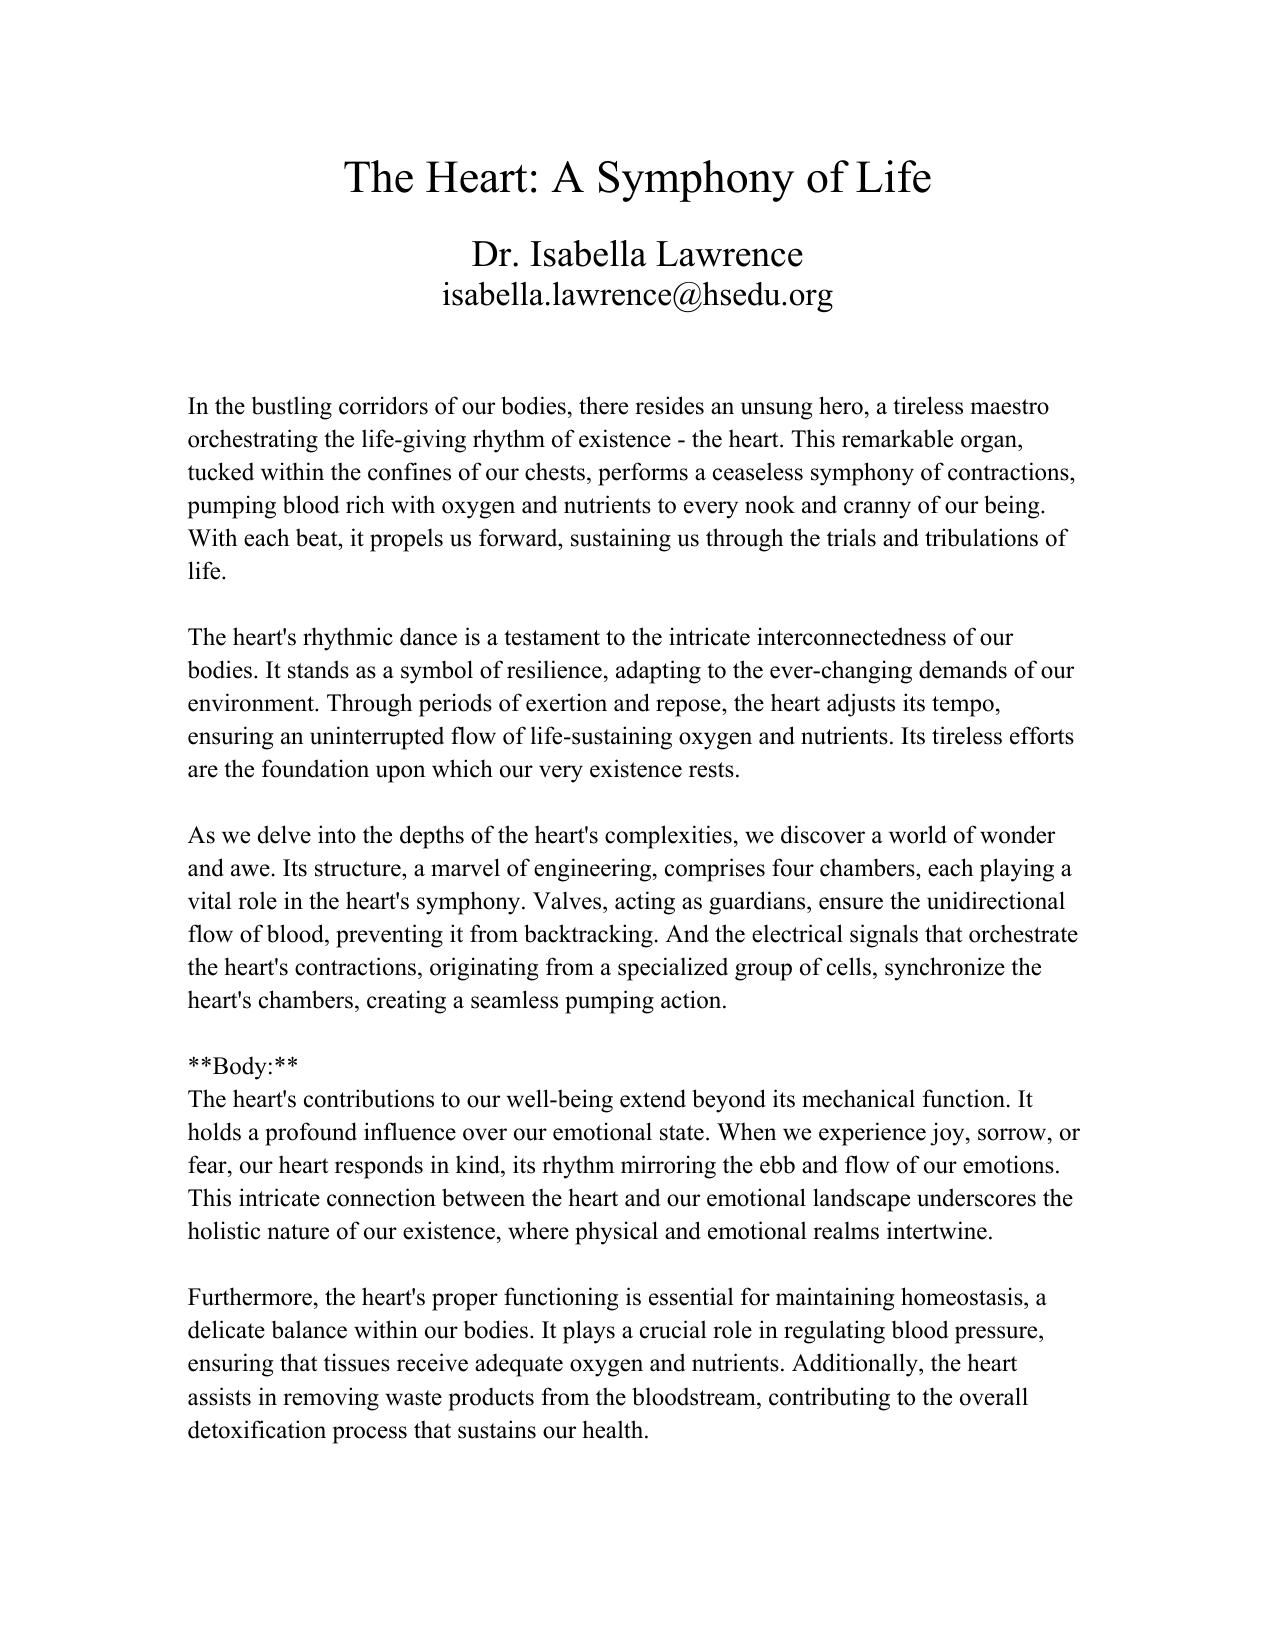 The Heart: A Symphony of Life
Dr. Isabella Lawrence
isabella.lawrence@hsedu.org
In the bustling corridors of our bodies, there resides an unsung hero, a tireless maestro
orchestrating the life-giving rhythm of existence - the heart. This remarkable organ,
tucked within the confines of our chests, performs a ceaseless symphony of contractions,
pumping blood rich with oxygen and nutrients to every nook and cranny of our being.
With each beat, it propels us forward, sustaining us through the trials and tribulations of
life.
The heart's rhythmic dance is a testament to the intricate interconnectedness of our
bodies. It stands as a symbol of resilience, adapting to the ever-changing demands of our
environment. Through periods of exertion and repose, the heart adjusts its tempo,
ensuring an uninterrupted flow of life-sustaining oxygen and nutrients. Its tireless efforts
are the foundation upon which our very existence rests.
As we delve into the depths of the heart's complexities, we discover a world of wonder
and awe. Its structure, a marvel of engineering, comprises four chambers, each playing a
vital role in the heart's symphony. Valves, acting as guardians, ensure the unidirectional
flow of blood, preventing it from backtracking. And the electrical signals that orchestrate
the heart's contractions, originating from a specialized group of cells, synchronize the
heart's chambers, creating a seamless pumping action.
**Body:**
The heart's contributions to our well-being extend beyond its mechanical function. It
holds a profound influence over our emotional state. When we experience joy, sorrow, or
fear, our heart responds in kind, its rhythm mirroring the ebb and flow of our emotions.
This intricate connection between the heart and our emotional landscape underscores the
holistic nature of our existence, where physical and emotional realms intertwine.
Furthermore, the heart's proper functioning is essential for maintaining homeostasis, a
delicate balance within our bodies. It plays a crucial role in regulating blood pressure,
ensuring that tissues receive adequate oxygen and nutrients. Additionally, the heart
assists in removing waste products from the bloodstream, contributing to the overall
detoxification process that sustains our health.